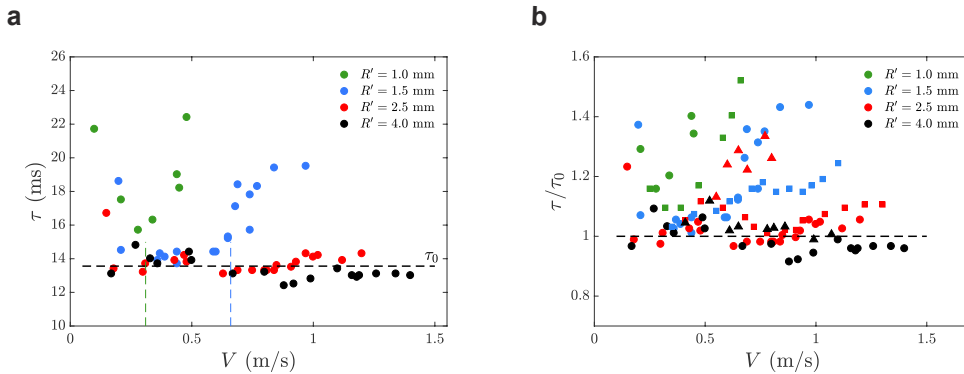 a
26
24
22
20
18
16
14
12
10
τ (ms)
0
0.5
1
1.5
V (m/s)
R′ = 1.0 mm
R′ = 1.5 mm
R′ = 2.5 mm
R′ = 4.0 mm
τ₀
b
1.6
1.4
1.2
1
0.8
τ/τ₀
0
0.5
1
1.5
V (m/s)
R′ = 1.0 mm
R′ = 1.5 mm
R′ = 2.5 mm
R′ = 4.0 mm